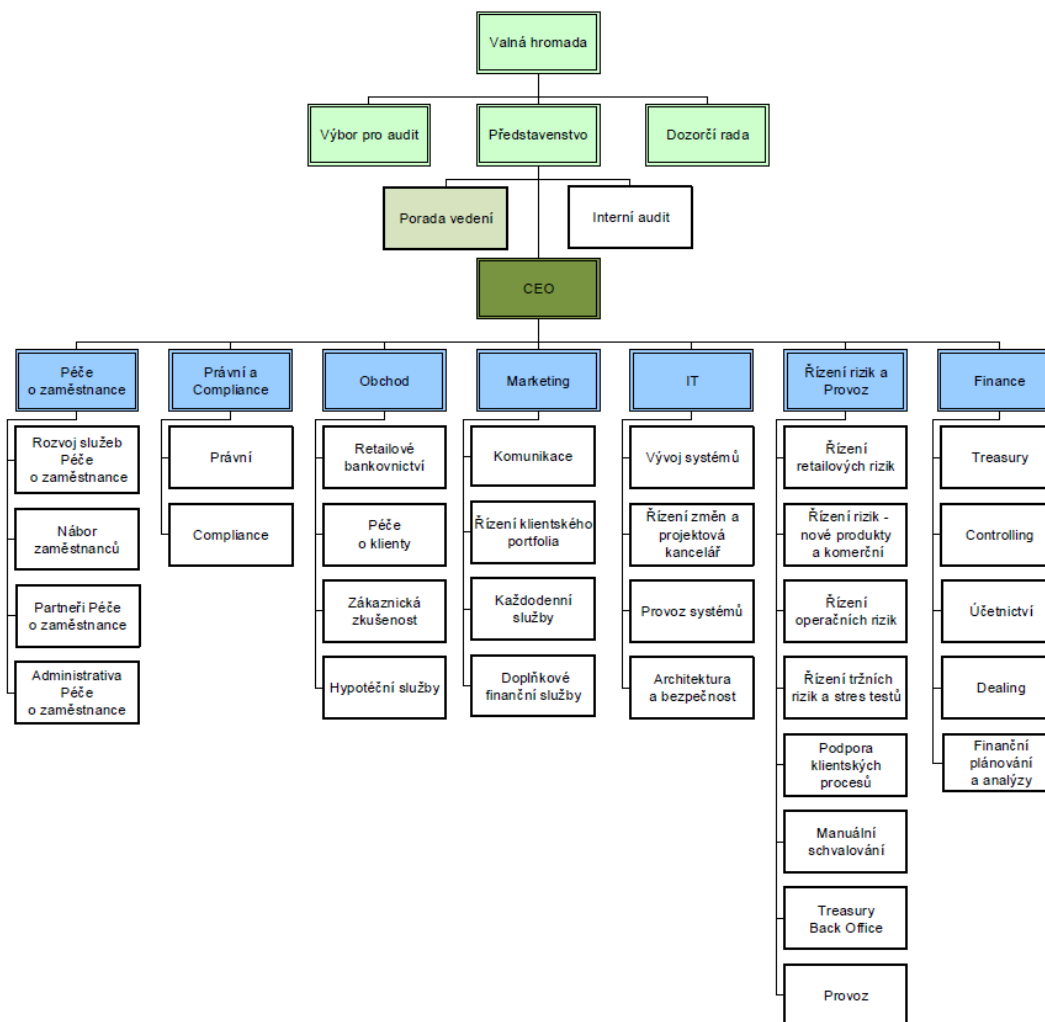 Valná hromada
Výbor pro audit
Představenstvo
Dozorčí rada
Porada vedení
Interní audit
CEO
Péče
o zaměstnance
Právní a
Compliance
Obchod
Marketing
IT
Řízení rizik a
Provoz
Finance
Rozvoj služeb
Péče
o zaměstnance
Nábor
zaměstnanců
Partneři Péče
o zaměstnance
Administrativa
Péče
o zaměstnance
Právní
Compliance
Retailové
bankovnictví
Péče
o klienty
Zákaznická
zkušenost
Hypotéční služby
Komunikace
Řízení klientského
portfolia
Každodenní
služby
Doplňkové
finanční služby
Vývoj systémů
Řízení změn a
projektová
kancelář
Provoz systémů
Architektura
a bezpečnost
Řízení
retailových rizik
Řízení rizik -
nové produkty
a komerční
Řízení
operačních rizik
Řízení tržních
rizik a stres testů
Podpora
klientských
procesů
Manuální
schvalování
Treasury
Back Office
Provoz
Treasury
Controlling
Účetnictví
Dealing
Finanční
plánování
a analýzy